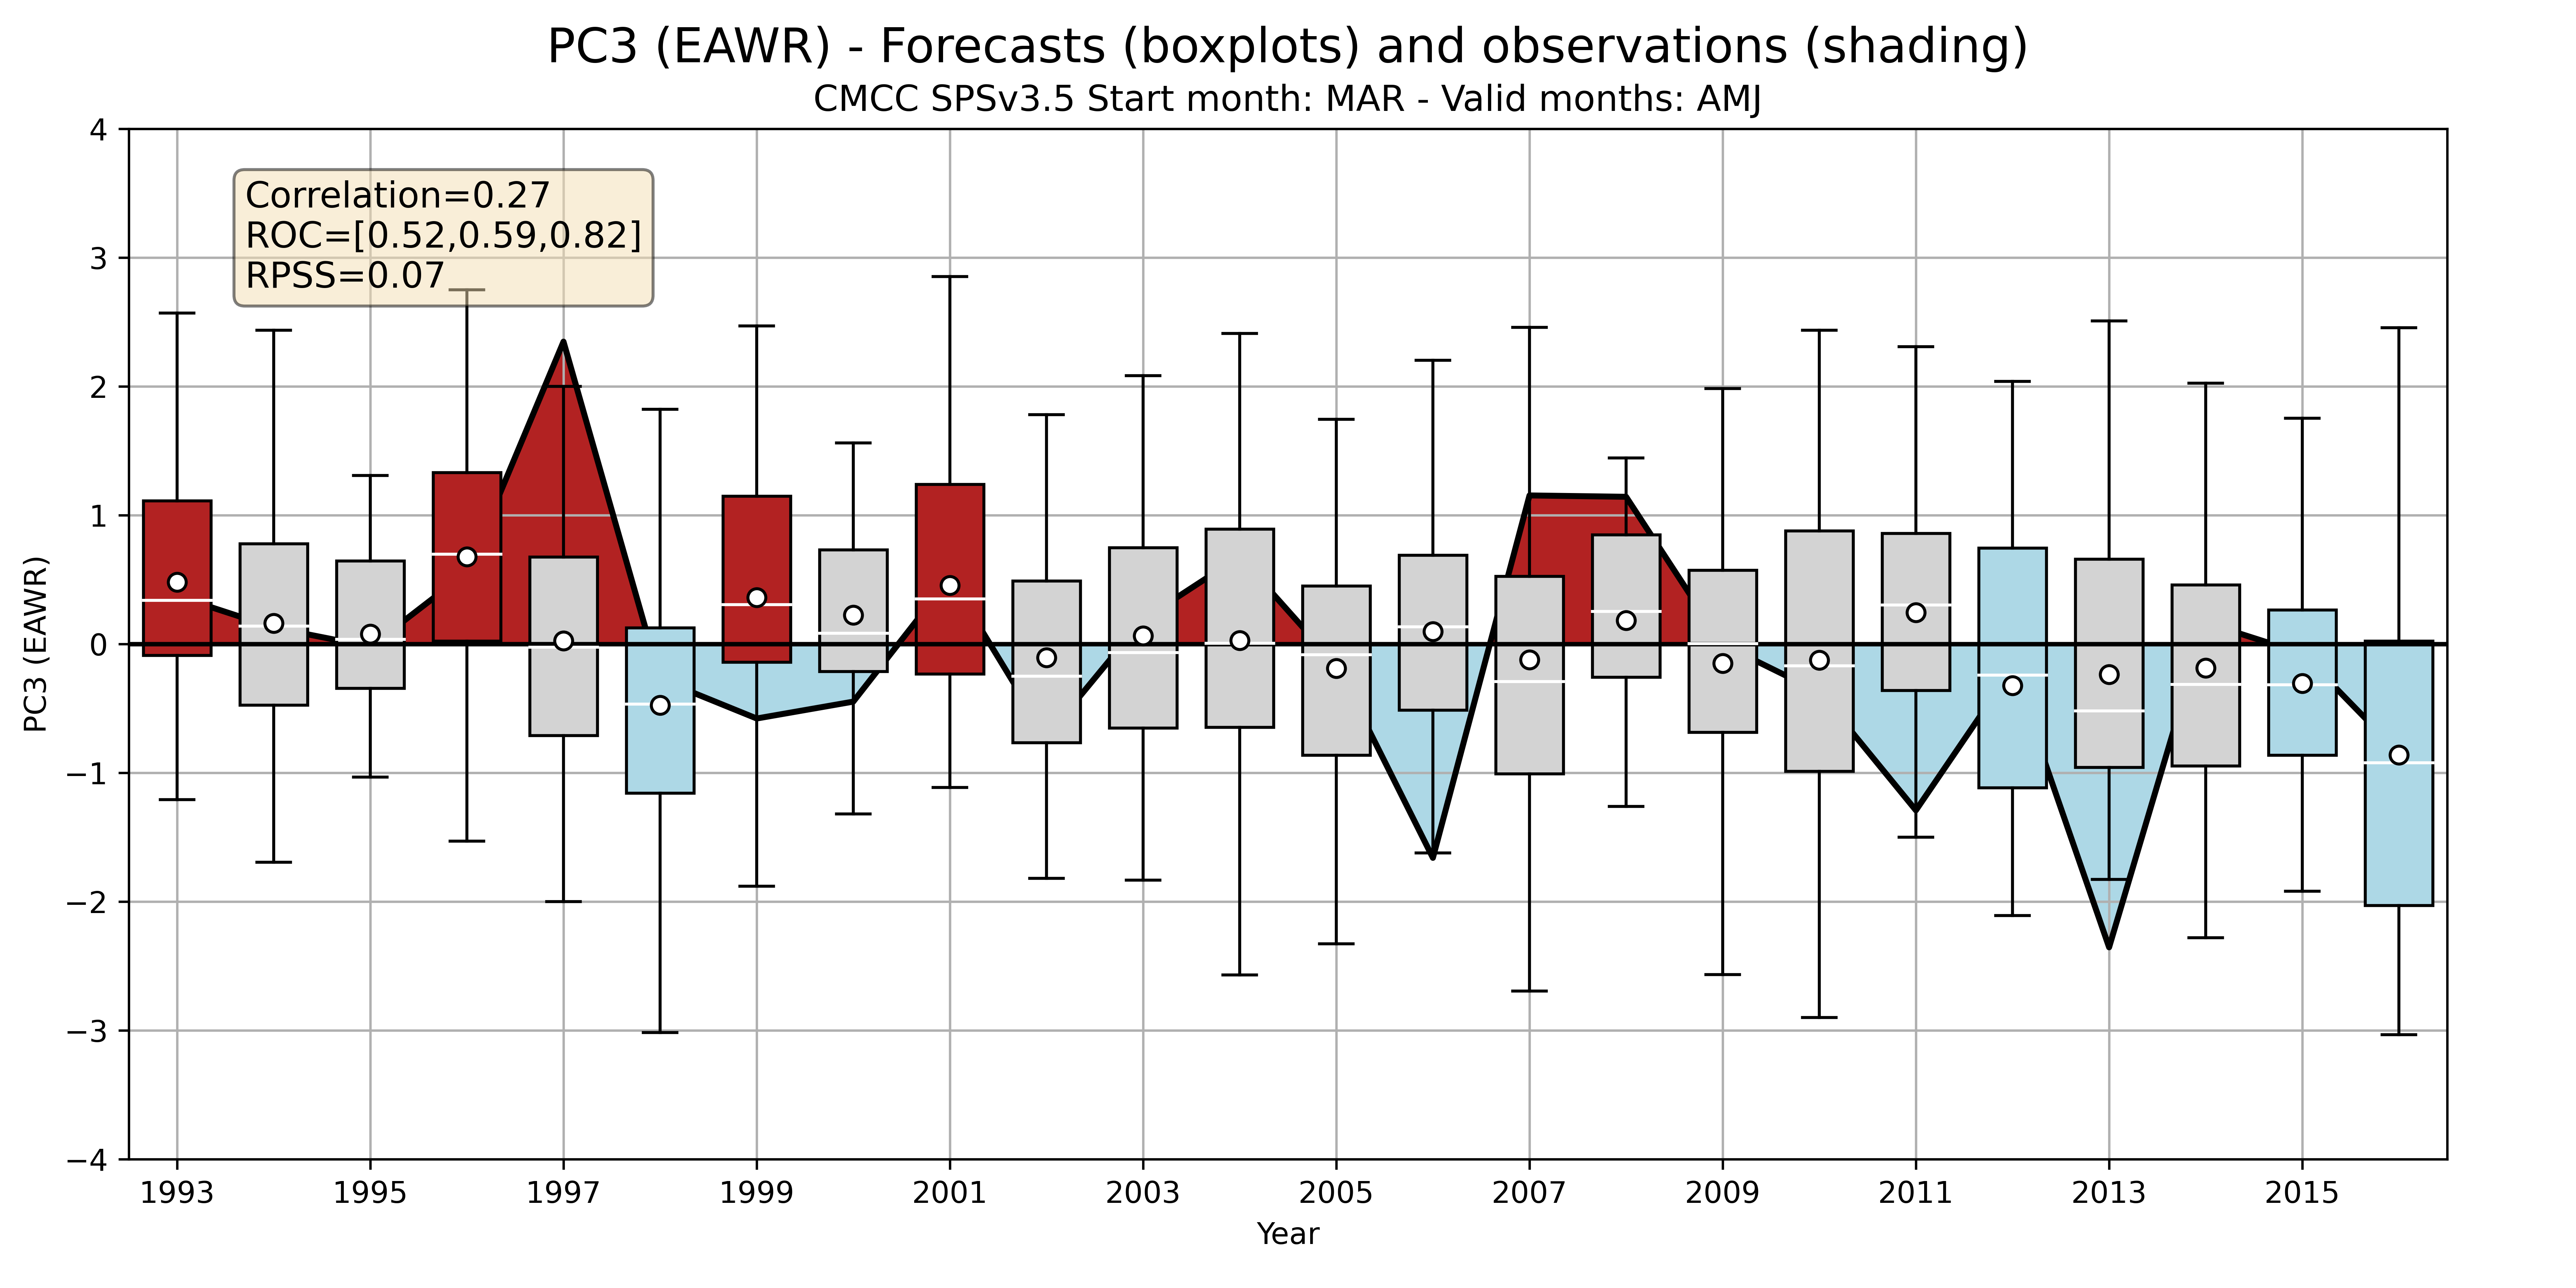 PC3 (EAWR) - Forecasts (boxplots) and observations (shading)
CMCC SPSv3.5 Start month: MAR - Valid months: AMJ
Correlation=0.27
ROC=[0.52,0.59,0.82]
RPSS=0.07
PC3 (EAWR)
4
3
2
1
0
−1
−2
−3
−4
1993 1995 1997 1999 2001 2003 2005 2007 2009 2011 2013 2015
Year